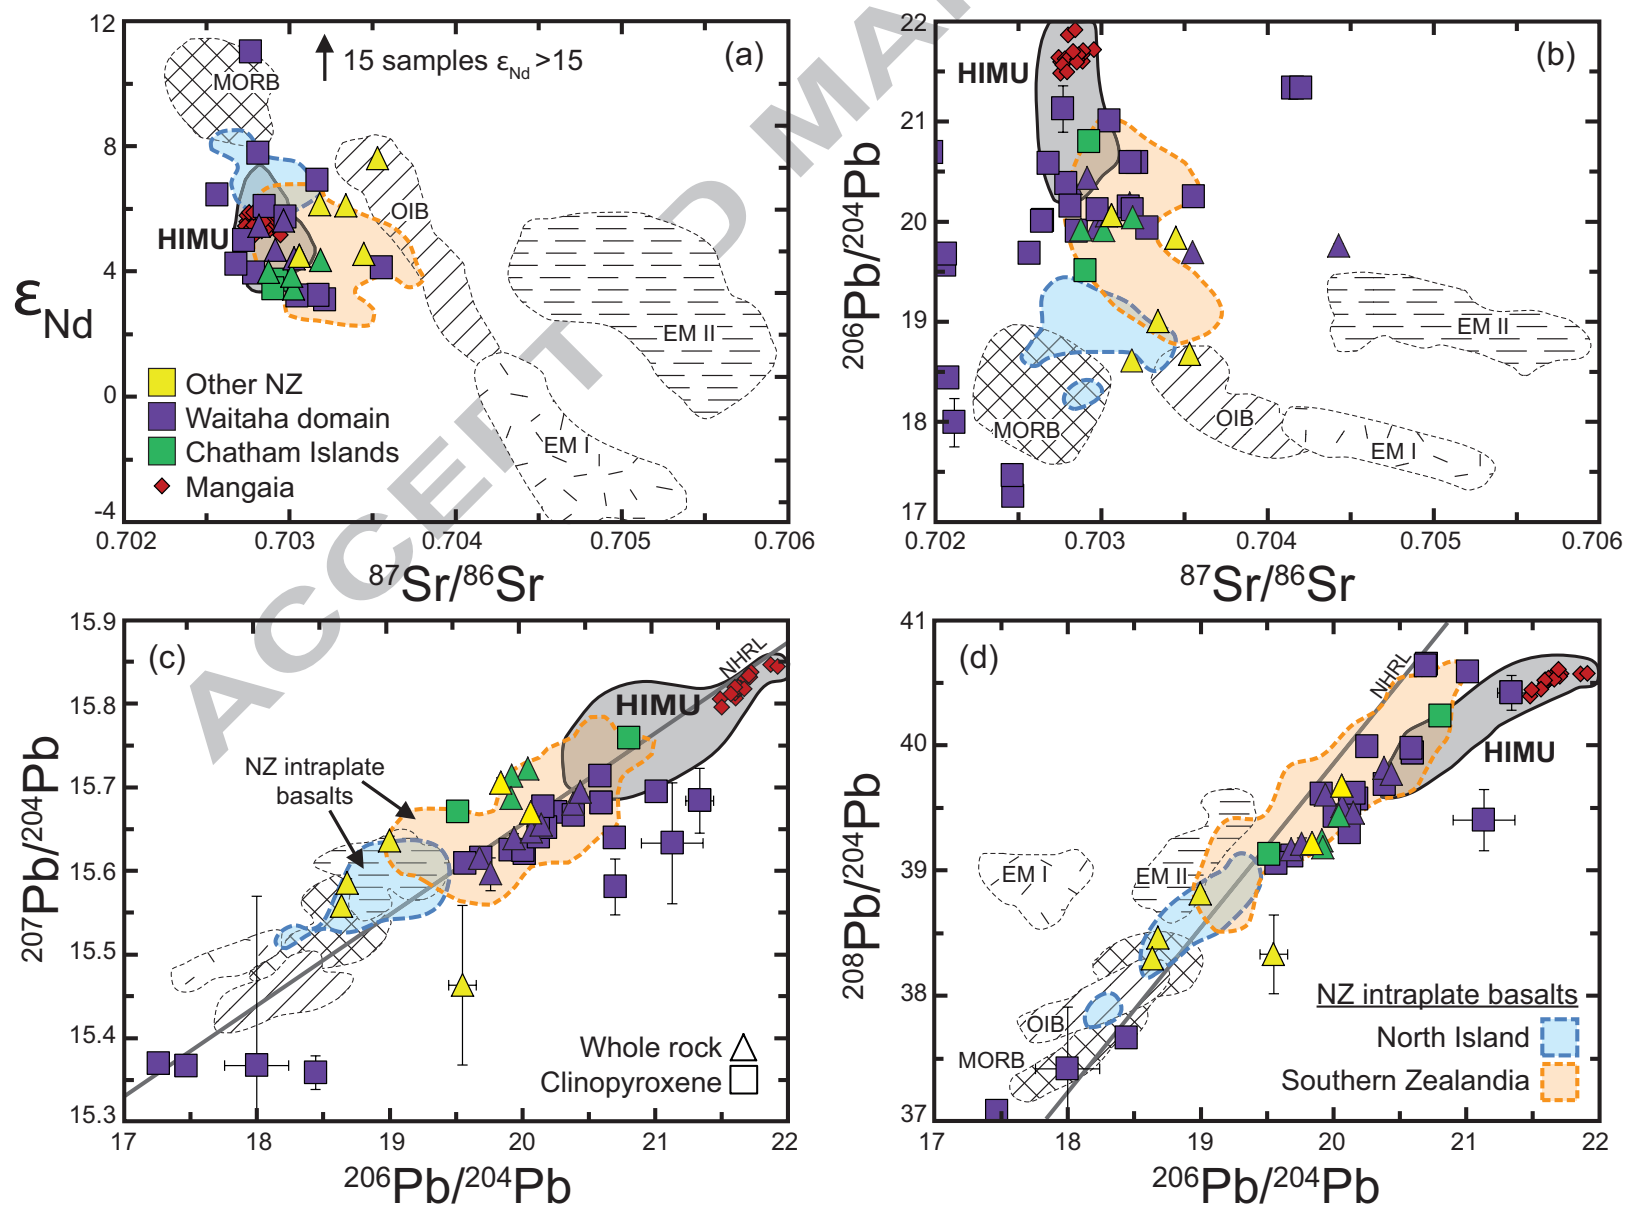 ACCEPTED MA
(a)
15 samples εNd >15
MORB
HIMU
OIB
EM II
EM I
Other NZ
Waitaha domain
Chatham Islands
Mangaia
12
8
4
0
-4
εNd
0.702
0.703
0.704
0.705
0.706
87Sr/86Sr
(b)
HIMU
MORB
OIB
EM I
EM II
22
21
20
19
18
17
206Pb/204Pb
0.702
0.703
0.704
0.705
0.706
87Sr/86Sr
(c)
NHRL
HIMU
NZ intraplate
basalts
Whole rock
Clinopyroxene
15.9
15.8
15.7
15.6
15.5
15.4
15.3
207Pb/204Pb
17
18
19
20
21
22
206Pb/204Pb
(d)
NHRL
HIMU
EM I
EM II
OIB
MORB
NZ intraplate basalts
North Island
Southern Zealandia
41
40
39
38
37
208Pb/204Pb
17
18
19
20
21
22
206Pb/204Pb